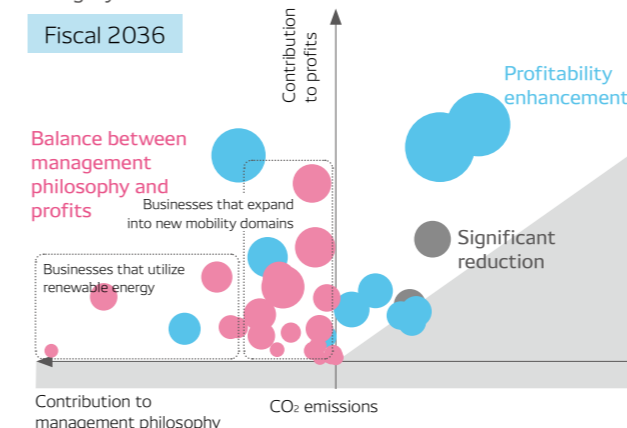 Fiscal 2036
Contribution
to profits
Profitability
enhancement
Balance between
management
philosophy and
profits
Businesses that expand
into new mobility domains
Significant
reduction
Businesses that utilize
renewable energy
Contribution to
management philosophy
CO₂ emissions